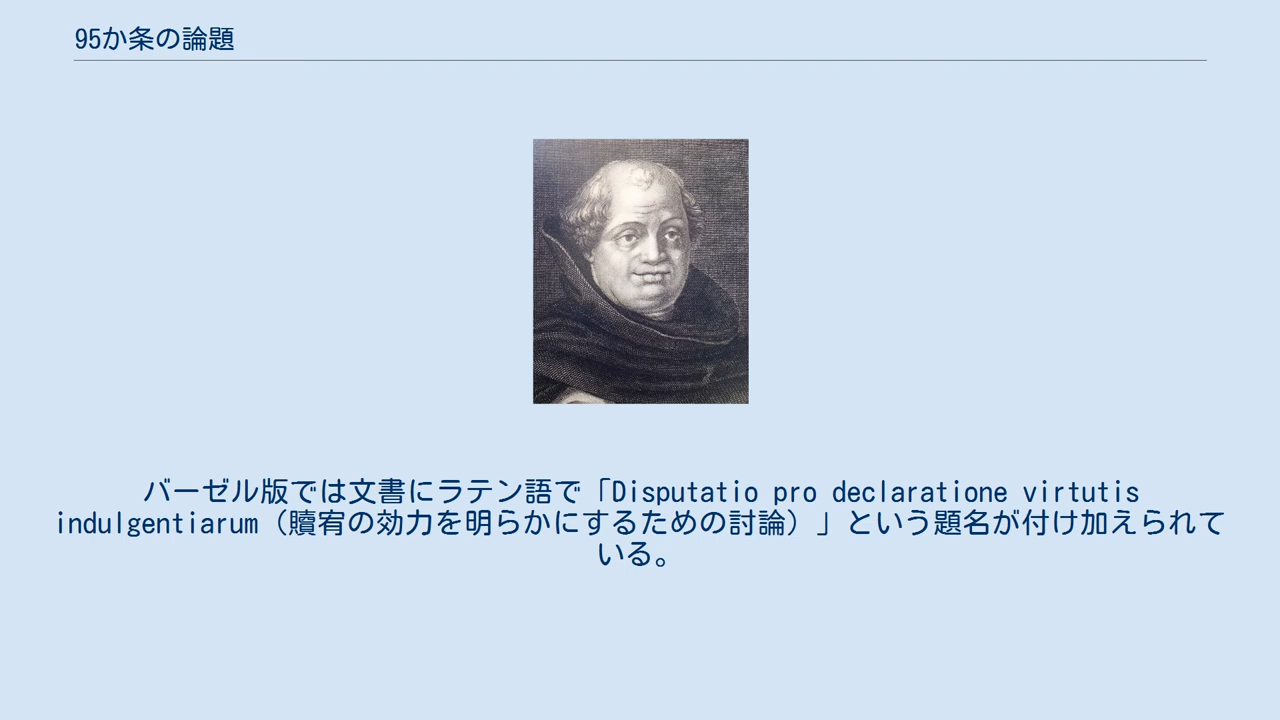 95か条の論題
バーゼル版では文書にラテン語で「Disputatio pro declaratione virtutis
indulgentiarum（贖宥の効力を明らかにするための討論）」という題名が付け加えられて
いる。